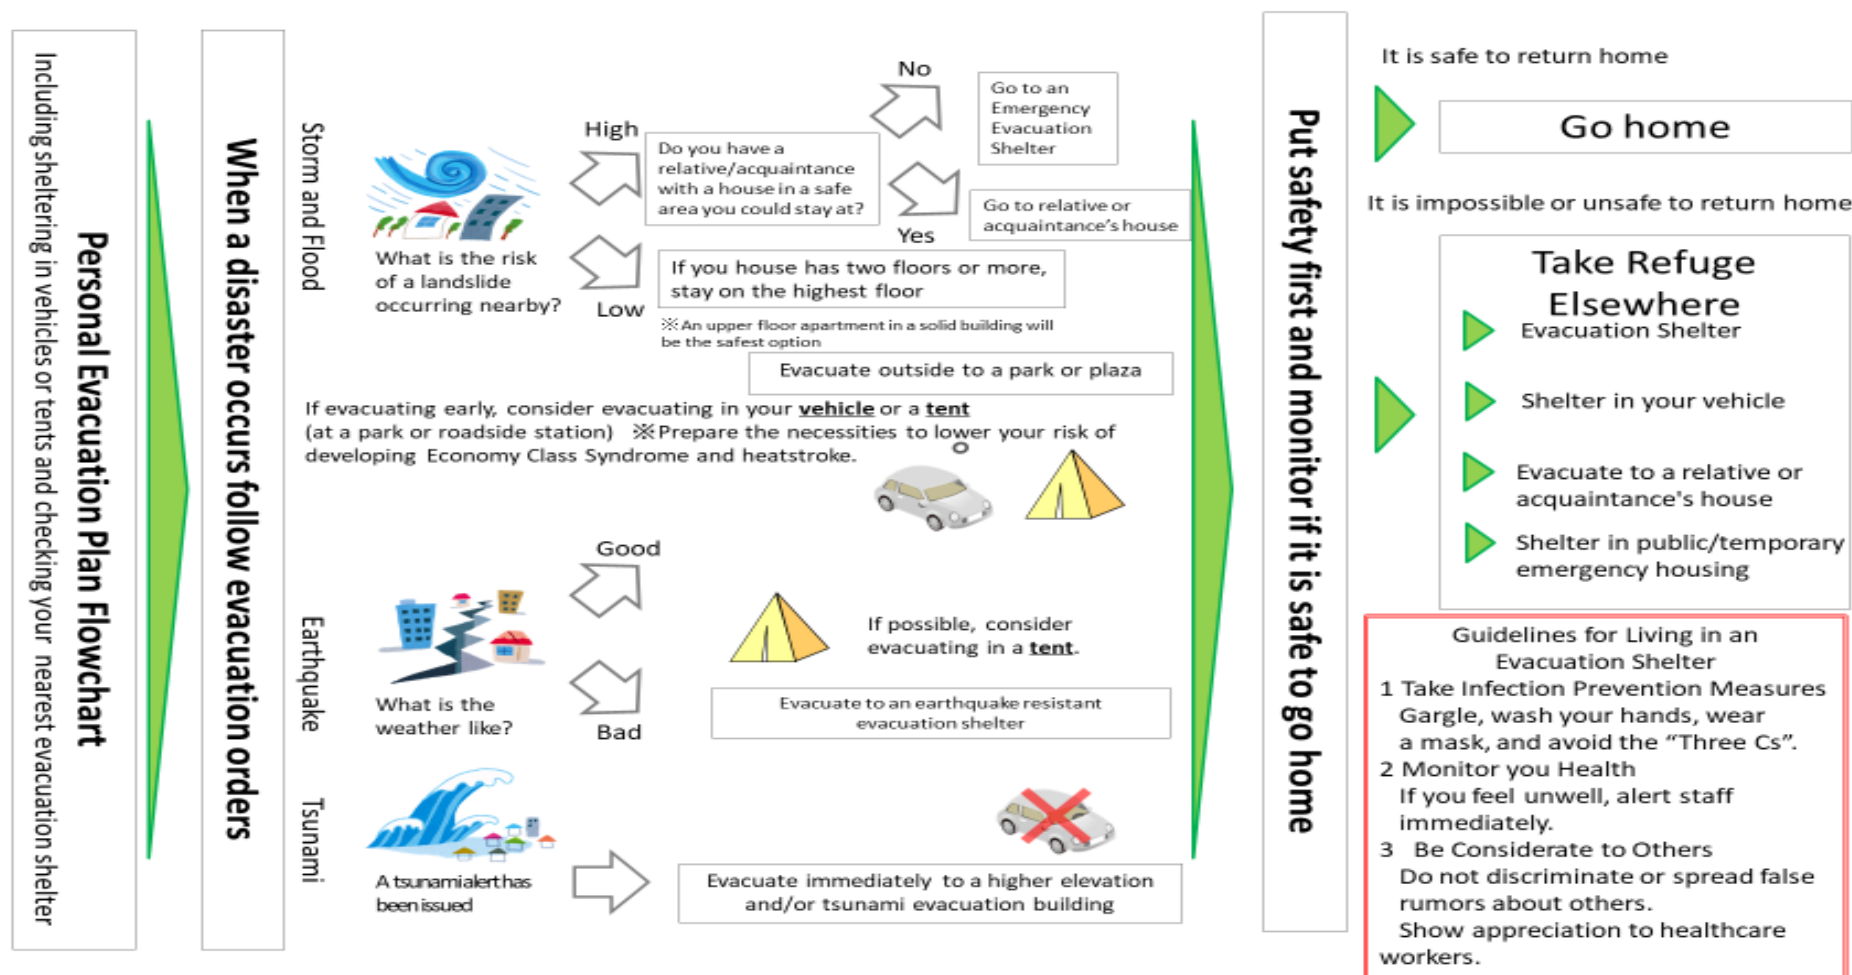 Personal Evacuation Plan Flowchart
Including sheltering in vehicles or tents and checking your nearest evacuation shelter
When a disaster occurs follow evacuation orders
Storm and Flood
What is the risk
of a landslide
occurring nearby?
High
Do you have a
relative/acquaintance
with a house in a safe
area you could stay at?
No
Go to an
Emergency
Evacuation
Shelter
Yes
Go to relative or
acquaintance's house
Low
If you house has two floors or more,
stay on the highest floor
※An upper floor apartment in a solid building will
be the safest option
Evacuate outside to a park or plaza
If evacuating early, consider evacuating in your vehicle or a tent
(at a park or roadside station) ※Prepare the necessities to lower your risk of
developing Economy Class Syndrome and heatstroke.
Earthquake
What is the
weather like?
Good
If possible, consider
evacuating in a tent.
Bad
Evacuate to an earthquake resistant
evacuation shelter
Tsunami
A tsunami alert has
been issued
Evacuate immediately to a higher elevation
and/or tsunami evacuation building
Put safety first and monitor if it is safe to go home
It is safe to return home
Go home
It is impossible or unsafe to return home
Take Refuge
Elsewhere
Evacuation Shelter
Shelter in your vehicle
Evacuate to a relative or
acquaintance's house
Shelter in public/temporary
emergency housing
Guidelines for Living in an
Evacuation Shelter
1 Take Infection Prevention Measures
Gargle, wash your hands, wear
a mask, and avoid the “Three Cs”.
2 Monitor you Health
If you feel unwell, alert staff
immediately.
3 Be Considerate to Others
Do not discriminate or spread false
rumors about others.
Show appreciation to healthcare
workers.